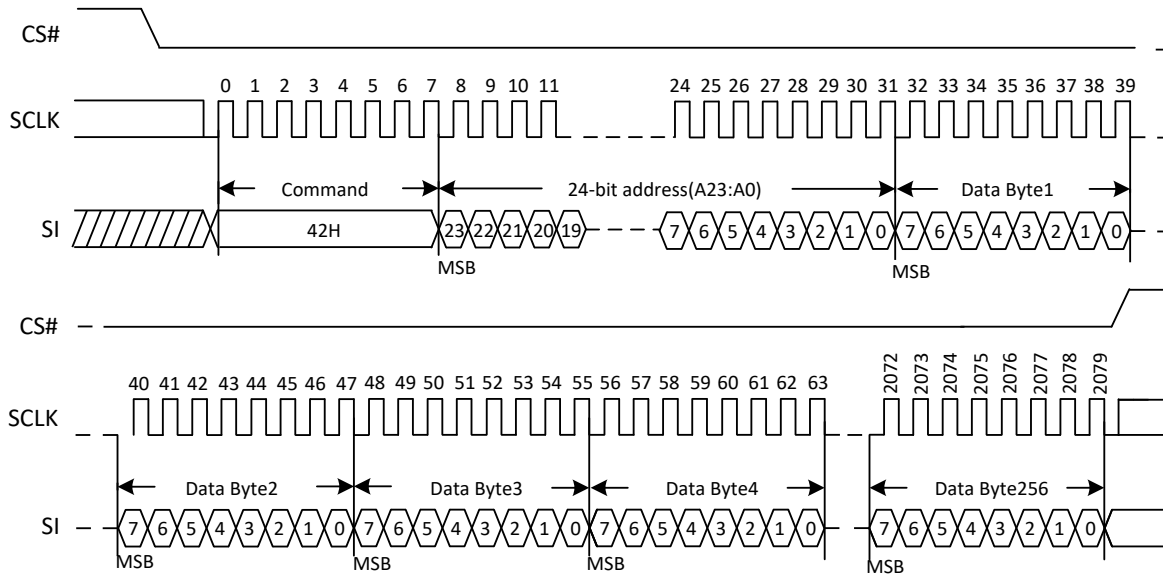 CS#
0 1 2 3 4 5 6 7 8 9 10 11 24 25 26 27 28 29 30 31 32 33 34 35 36 37 38 39
SCLK
Command 24-bit address(A23:A0) Data Byte1
SI 42H 23 22 21 20 19 7 6 5 4 3 2 1 0 7 6 5 4 3 2 1 0
MSB MSB
CS#
40 41 42 43 44 45 46 47 48 49 50 51 52 53 54 55 56 57 58 59 60 61 62 63 2072 2073 2074 2075 2076 2077 2078 2079
SCLK
Data Byte2 Data Byte3 Data Byte4 Data Byte256
SI 7 6 5 4 3 2 1 0 7 6 5 4 3 2 1 0 7 6 5 4 3 2 1 0 7 6 5 4 3 2 1 0
MSB MSB MSB MSB